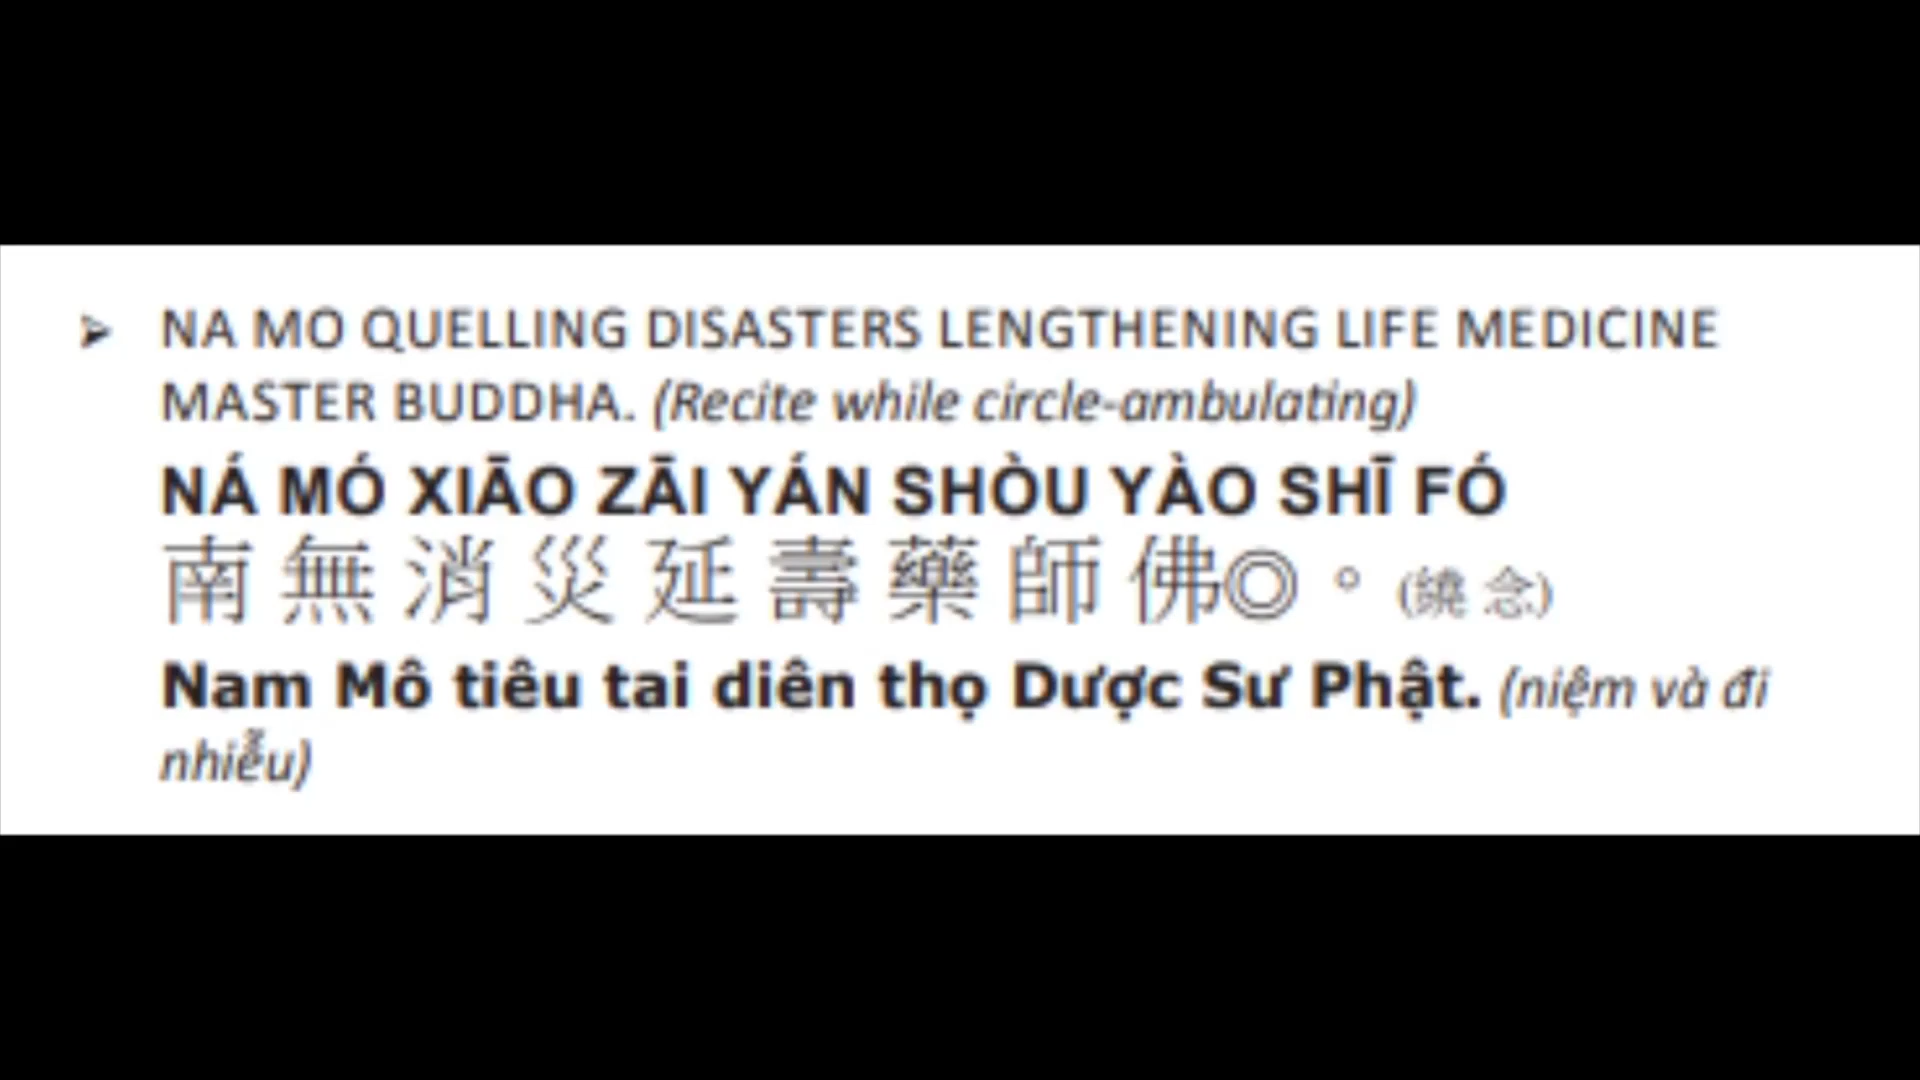 ➢ NA MO QUELLING DISASTERS LENGTHENING LIFE MEDICINE
MASTER BUDDHA. (Recite while circle-ambulating)
NÁ MÓ XIĀO ZĀI YÁN SHÒU YÀO SHĪ FÓ
南 無 消 災 延 壽 藥 師 佛◎。(繞 念)
Nam Mô tiêu tai diên thọ Dược Sư Phật. (niệm và đi
nhiễu)